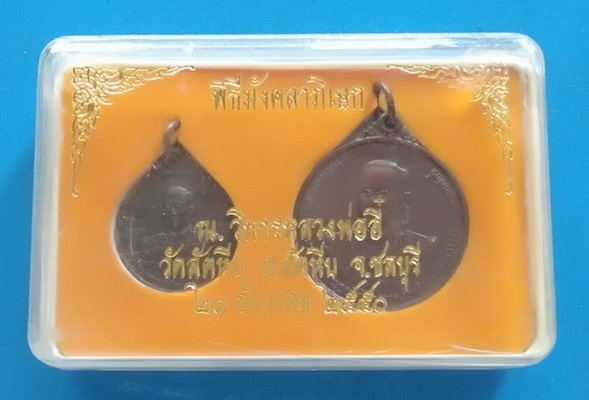 พิธีมังคลาภิเษก
ณ. วิหารหลวงพ่ออี๋
วัดสัตหีบ อ.สัตหีบ จ.ชลบุรี
๒๑ ธันวาคม ๒๕๕๐